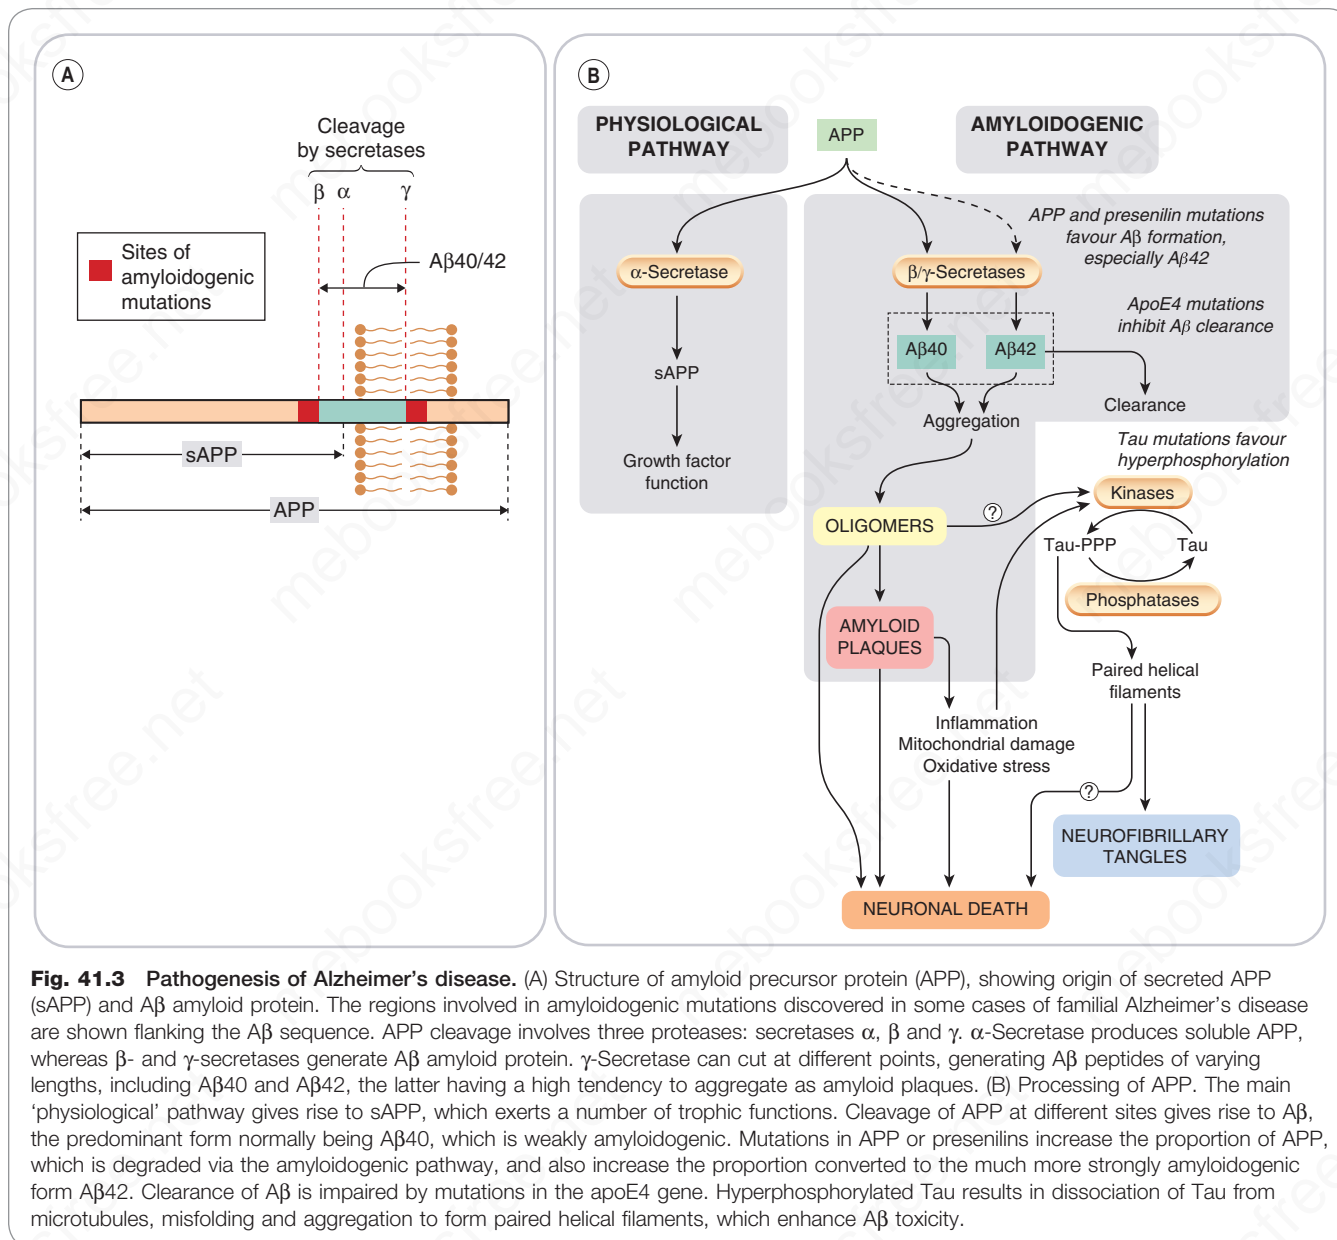 A
Cleavage
by secretases
β α γ
Sites of
amyloidogenic
mutations
Aβ40/42
sAPP
APP
B
PHYSIOLOGICAL
PATHWAY
APP
AMYLOIDOGENIC
PATHWAY
APP and presenilin mutations
favour Aβ formation,
especially Aβ42
α-Secretase
β/γ-Secretases
ApoE4 mutations
inhibit Aβ clearance
sAPP
Aβ40
Aβ42
Clearance
Aggregation
Growth factor
function
Tau mutations favour
hyperphosphorylation
Kinases
OLIGOMERS
?
Tau-PPP
Tau
Phosphatases
AMYLOID
PLAQUES
Paired helical
filaments
Inflammation
Mitochondrial damage
Oxidative stress
?
NEUROFIBRILLARY
TANGLES
NEURONAL DEATH
Fig. 41.3 Pathogenesis of Alzheimer's disease. (A) Structure of amyloid precursor protein (APP), showing origin of secreted APP
(sAPP) and Aβ amyloid protein. The regions involved in amyloidogenic mutations discovered in some cases of familial Alzheimer's disease
are shown flanking the Aβ sequence. APP cleavage involves three proteases: secretases α, β and γ. α-Secretase produces soluble APP,
whereas β- and γ-secretases generate Aβ amyloid protein. γ-Secretase can cut at different points, generating Aβ peptides of varying
lengths, including Aβ40 and Aβ42, the latter having a high tendency to aggregate as amyloid plaques. (B) Processing of APP. The main
'physiological' pathway gives rise to sAPP, which exerts a number of trophic functions. Cleavage of APP at different sites gives rise to Aβ,
the predominant form normally being Aβ40, which is weakly amyloidogenic. Mutations in APP or presenilins increase the proportion of APP,
which is degraded via the amyloidogenic pathway, and also increase the proportion converted to the much more strongly amyloidogenic
form Aβ42. Clearance of Aβ is impaired by mutations in the apoE4 gene. Hyperphosphorylated Tau results in dissociation of Tau from
microtubules, misfolding and aggregation to form paired helical filaments, which enhance Aβ toxicity.
mebooksfree.net